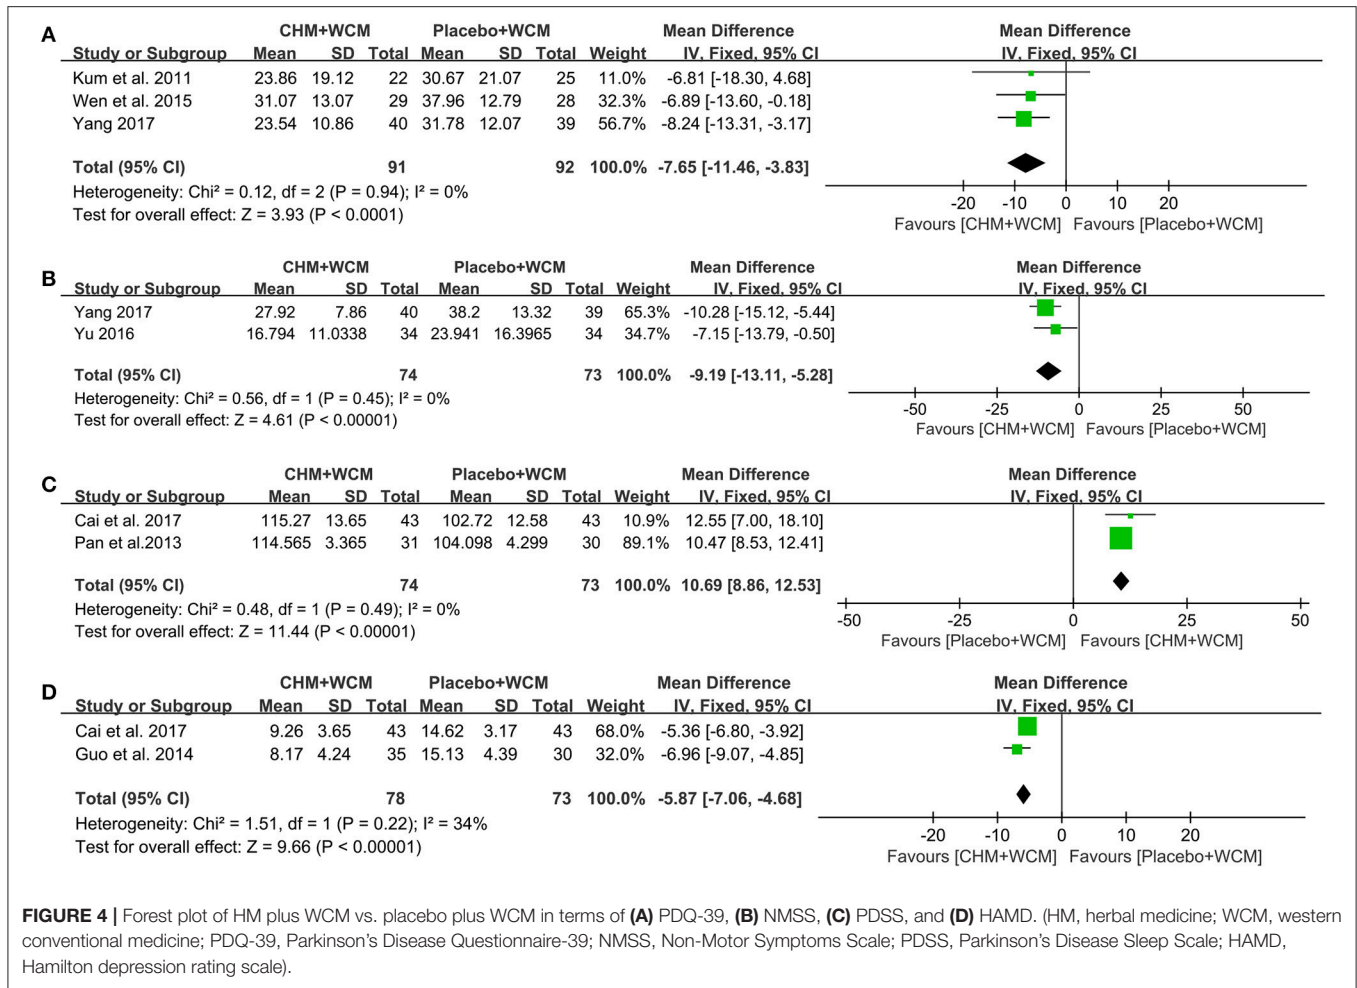 A
CHM+WCM Placebo+WCM Mean Difference Mean Difference
Study or Subgroup Mean SD Total Mean SD Total Weight IV, Fixed, 95% CI IV, Fixed, 95% CI
Kum et al. 2011 23.86 19.12 22 30.67 21.07 25 11.0% -6.81 [-18.30, 4.68]
Wen et al. 2015 31.07 13.07 29 37.96 12.79 28 32.3% -6.89 [-13.60, -0.18]
Yang 2017 23.54 10.86 40 31.78 12.07 39 56.7% -8.24 [-13.31, -3.17]
Total (95% CI) 91 92 100.0% -7.65 [-11.46, -3.83]
Heterogeneity: Chi² = 0.12, df = 2 (P = 0.94); I² = 0%
Test for overall effect: Z = 3.93 (P < 0.0001)
-20 -10 0 10 20
Favours [CHM+WCM] Favours [Placebo+WCM]
B
CHM+WCM Placebo+WCM Mean Difference Mean Difference
Study or Subgroup Mean SD Total Mean SD Total Weight IV, Fixed, 95% CI IV, Fixed, 95% CI
Yang 2017 27.92 7.86 40 38.2 13.32 39 65.3% -10.28 [-15.12, -5.44]
Yu 2016 16.794 11.0338 34 23.941 16.3965 34 34.7% -7.15 [-13.79, -0.50]
Total (95% CI) 74 73 100.0% -9.19 [-13.11, -5.28]
Heterogeneity: Chi² = 0.56, df = 1 (P = 0.45); I² = 0%
Test for overall effect: Z = 4.61 (P < 0.00001)
-50 -25 0 25 50
Favours [CHM+WCM] Favours [Placebo+WCM]
C
CHM+WCM Placebo+WCM Mean Difference Mean Difference
Study or Subgroup Mean SD Total Mean SD Total Weight IV, Fixed, 95% CI IV, Fixed, 95% CI
Cai et al. 2017 115.27 13.65 43 102.72 12.58 43 10.9% 12.55 [7.00, 18.10]
Pan et al.2013 114.565 3.365 31 104.098 4.299 30 89.1% 10.47 [8.53, 12.41]
Total (95% CI) 74 73 100.0% 10.69 [8.86, 12.53]
Heterogeneity: Chi² = 0.48, df = 1 (P = 0.49); I² = 0%
Test for overall effect: Z = 11.44 (P < 0.00001)
-50 -25 0 25 50
Favours [Placebo+WCM] Favours [CHM+WCM]
D
CHM+WCM Placebo+WCM Mean Difference Mean Difference
Study or Subgroup Mean SD Total Mean SD Total Weight IV, Fixed, 95% CI IV, Fixed, 95% CI
Cai et al. 2017 9.26 3.65 43 14.62 3.17 43 68.0% -5.36 [-6.80, -3.92]
Guo et al. 2014 8.17 4.24 35 15.13 4.39 30 32.0% -6.96 [-9.07, -4.85]
Total (95% CI) 78 73 100.0% -5.87 [-7.06, -4.68]
Heterogeneity: Chi² = 1.51, df = 1 (P = 0.22); I² = 34%
Test for overall effect: Z = 9.66 (P < 0.00001)
-20 -10 0 10 20
Favours [CHM+WCM] Favours [Placebo+WCM]
FIGURE 4 | Forest plot of HM plus WCM vs. placebo plus WCM in terms of (A) PDQ-39, (B) NMSS, (C) PDSS, and (D) HAMD. (HM, herbal medicine; WCM, western
conventional medicine; PDQ-39, Parkinson's Disease Questionnaire-39; NMSS, Non-Motor Symptoms Scale; PDSS, Parkinson's Disease Sleep Scale; HAMD,
Hamilton depression rating scale).